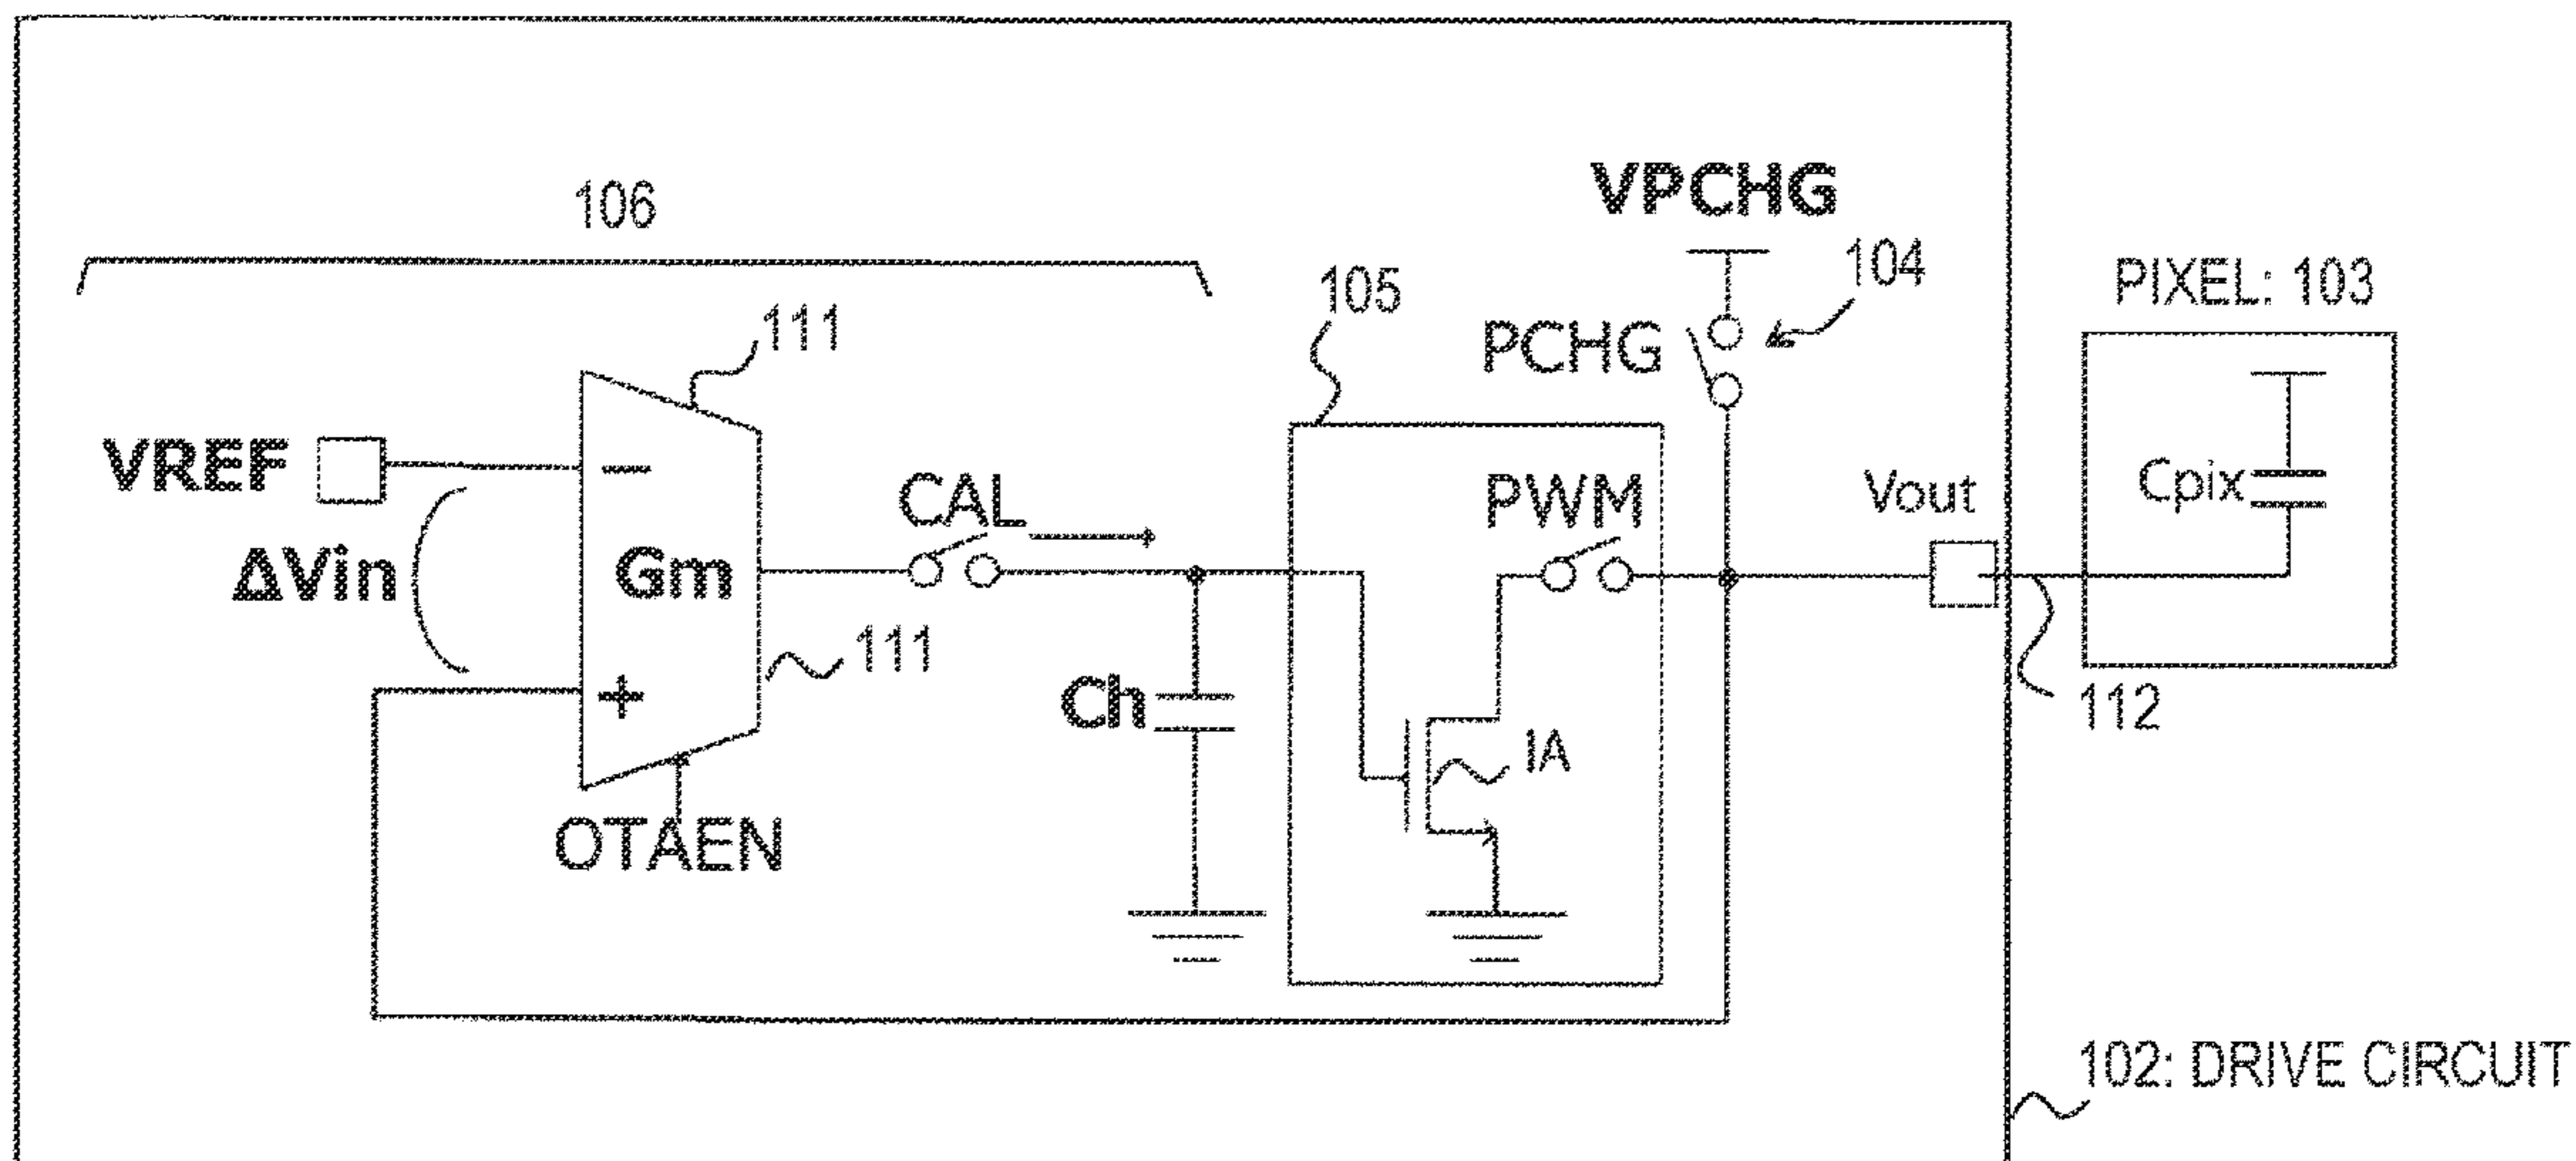 106
VPCHG
104
105
PIXEL: 103
111
PCHG
VREF
−
CAL
PWM
Vout
Cpix
ΔVin
Gm
111
+
Ch
IA
112
OTAEN
102: DRIVE CIRCUIT